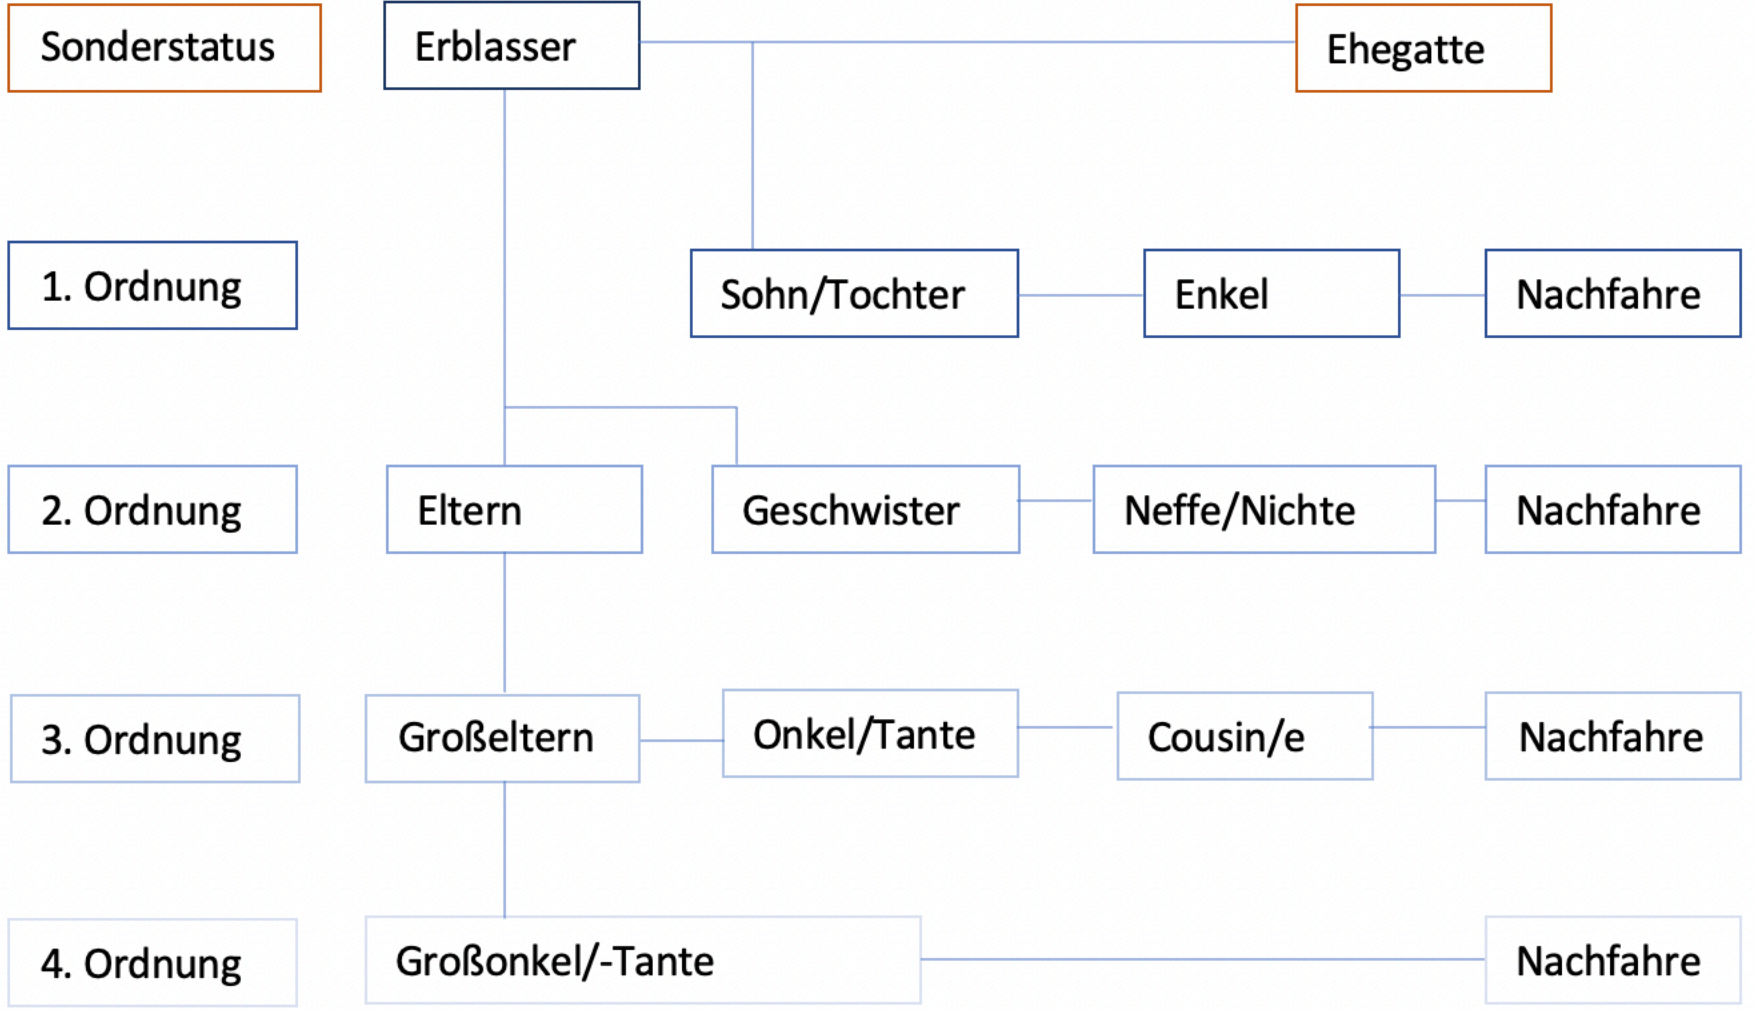 Sonderstatus
Erblasser
Ehegatte
1. Ordnung
Sohn/Tochter
Enkel
Nachfahre
2. Ordnung
Eltern
Geschwister
Neffe/Nichte
Nachfahre
3. Ordnung
Großeltern
Onkel/Tante
Cousin/e
Nachfahre
4. Ordnung
Großonkel/-Tante
Nachfahre